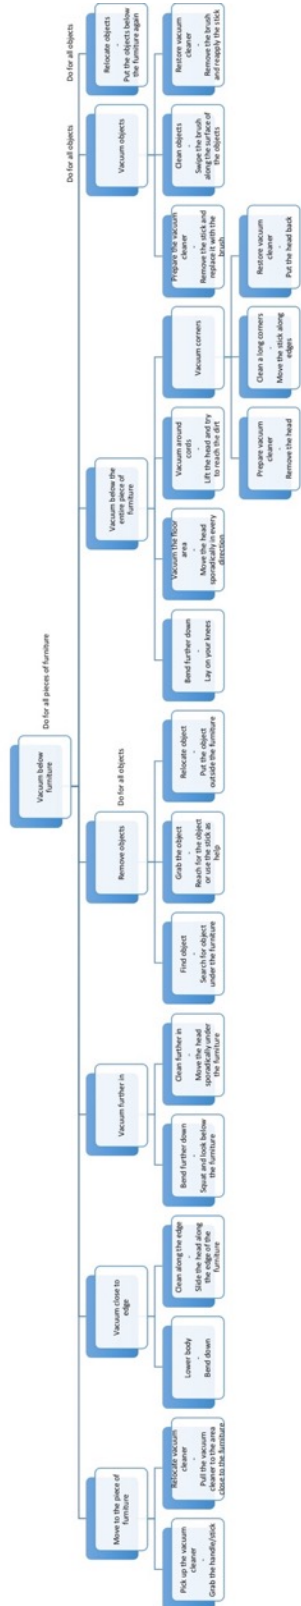 Vacuum below
furniture
Do for all pieces of furniture
Move to the piece of
furniture
Vacuum close to
edge
Vacuum further in
Remove objects
Do for all objects
Vacuum below the
entire piece of
furniture
Vacuum objects
Do for all objects
Relocate objects
-
Put the objects below
the furniture again
Do for all objects
Pick up the vacuum
cleaner
-
Grab the handle/stick
Relocate vacuum
cleaner
-
Pull the vacuum
cleaner to the area
close to the furniture
Lower body
-
Bend down
Clean along the edge
-
Slide the head along
the edge of the
furniture
Bend further down
-
Squat and look below
the furniture
Clean further in
-
Move the head
sporadically under
the furniture
Find object
-
Search for object
under the furniture
Grab the object
-
Reach for the object
or use the stick as
help
Relocate object
-
Put the object
outside the furniture
Bend further down
-
Lay on your knees
Vacuum the floor
area
-
Move the head
sporadically in every
direction
Vacuum around
cords
-
Lift the head and try
to reach the dirt
Vacuum corners
Prepare the vacuum
cleaner
-
Remove the stick and
replace it with the
brush
Clean objects
-
Swipe the brush
along the surface of
the objects
Restore vacuum
cleaner
-
Remove the brush
and reapply the stick
Prepare vacuum
cleaner
-
Remove the head
Clean a long corners
-
Move the stick along
edges
Restore vacuum
cleaner
-
Put the head back